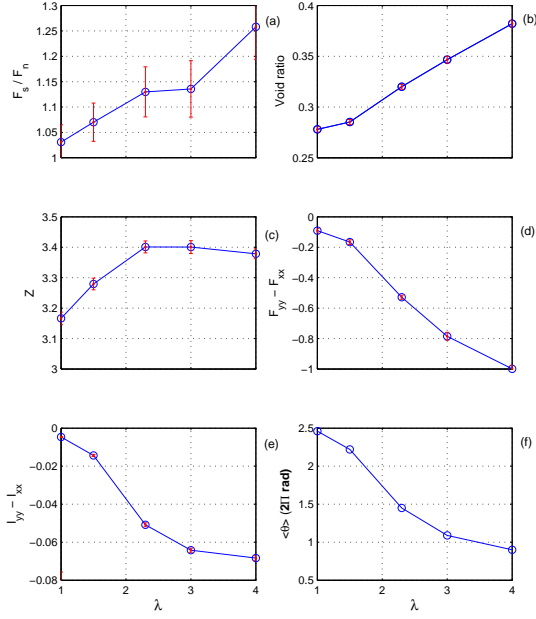 1.3
1.25
1.2
1.15
1.1
1.05
1
F_s / F_n
(a)
0.4
0.35
0.3
0.25
Void ratio
(b)
3.5
3.4
3.3
3.2
3.1
3
Z
(c)
0
−0.2
−0.4
−0.6
−0.8
−1
F_yy − F_xx
(d)
0
−0.02
−0.04
−0.06
−0.08
1 2 3 4
I_yy − I_xx
λ
(e)
2.5
2
1.5
1
0.5
1 2 3 4
<θ> (2Π rad)
λ
(f)